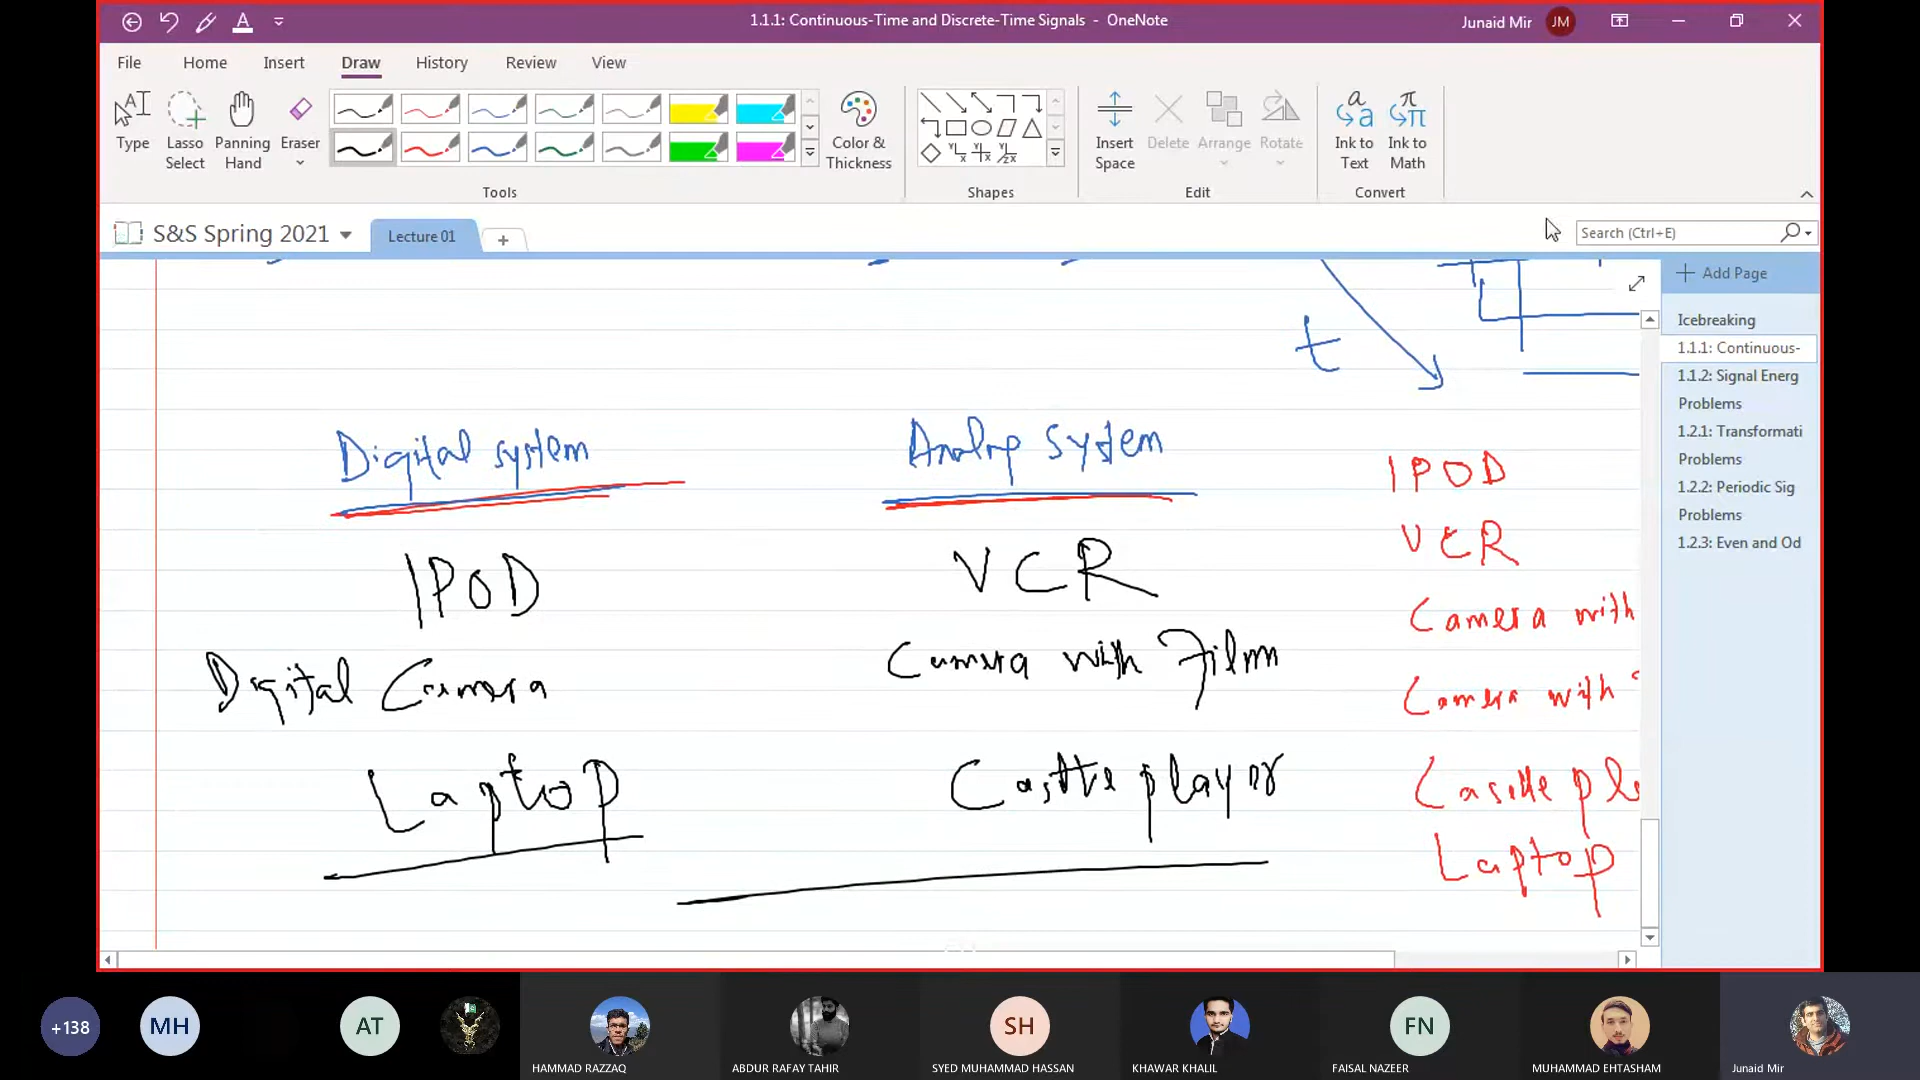 1.1.1: Continuous-Time and Discrete-Time Signals - OneNote
Junaid Mir JM
File Home Insert Draw History Review View
Type
Lasso Select
Panning Hand
Eraser
Color & Thickness
Insert Space
Delete
Arrange
Rotate
Ink to Text
Ink to Math
Tools
Shapes
Edit
Convert
S&S Spring 2021
Lecture 01
Search (Ctrl+E)
Add Page
Icebreaking
1.1.1: Continuous-
1.1.2: Signal Energ
Problems
1.2.1: Transformati
Problems
1.2.2: Periodic Sig
Problems
1.2.3: Even and Od
t
Digital system
Analog System
IPOD
VCR
Digital Camera
Camera with Film
Laptop
Castte player
IPOD
VCR
Camera with
Camera with
Casette pl
Laptop
+138
MH
AT
SH
FN
HAMMAD RAZZAQ
ABDUR RAFAY TAHIR
SYED MUHAMMAD HASSAN
KHAWAR KHALIL
FAISAL NAZEER
MUHAMMAD EHTASHAM
Junaid Mir